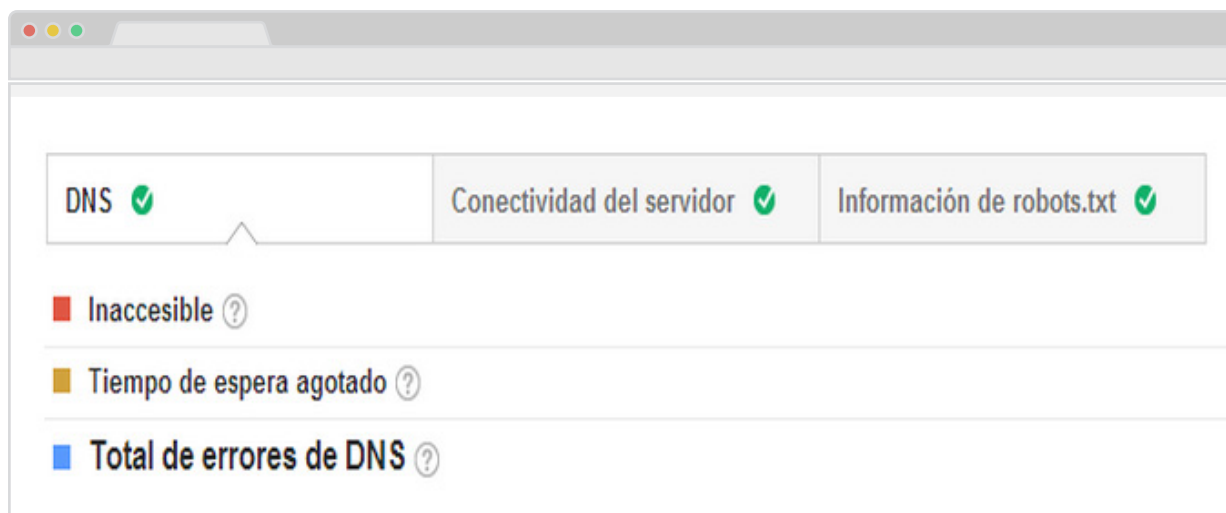 DNS
Conectividad del servidor
Información de robots.txt
Inaccesible ?
Tiempo de espera agotado ?
Total de errores de DNS ?